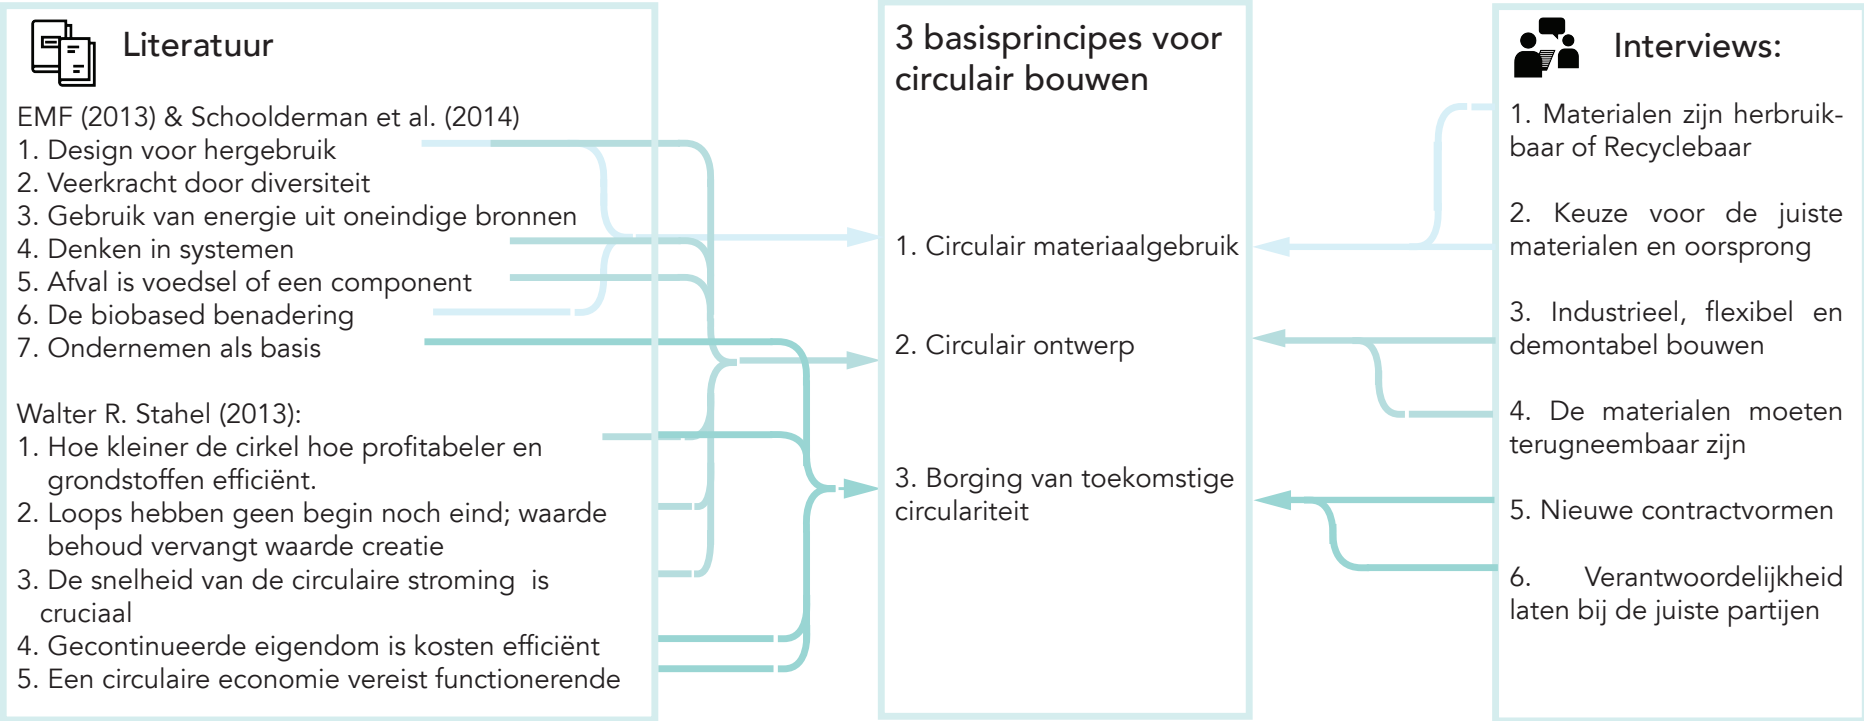 Literatuur
EMF (2013) & Schoolderman et al. (2014)
1. Design voor hergebruik
2. Veerkracht door diversiteit
3. Gebruik van energie uit oneindige bronnen
4. Denken in systemen
5. Afval is voedsel of een component
6. De biobased benadering
7. Ondernemen als basis
Walter R. Stahel (2013):
1. Hoe kleiner de cirkel hoe profitabeler en
grondstoffen efficiënt.
2. Loops hebben geen begin noch eind; waarde
behoud vervangt waarde creatie
3. De snelheid van de circulaire stroming is
cruciaal
4. Gecontinueerde eigendom is kosten efficiënt
5. Een circulaire economie vereist functionerende
3 basisprincipes voor
circulair bouwen
1. Circulair materiaalgebruik
2. Circulair ontwerp
3. Borging van toekomstige
circulariteit
Interviews:
1. Materialen zijn herbruik-
baar of Recyclebaar
2. Keuze voor de juiste
materialen en oorsprong
3. Industrieel, flexibel en
demontabel bouwen
4. De materialen moeten
terugneembaar zijn
5. Nieuwe contractvormen
6. Verantwoordelijkheid
laten bij de juiste partijen